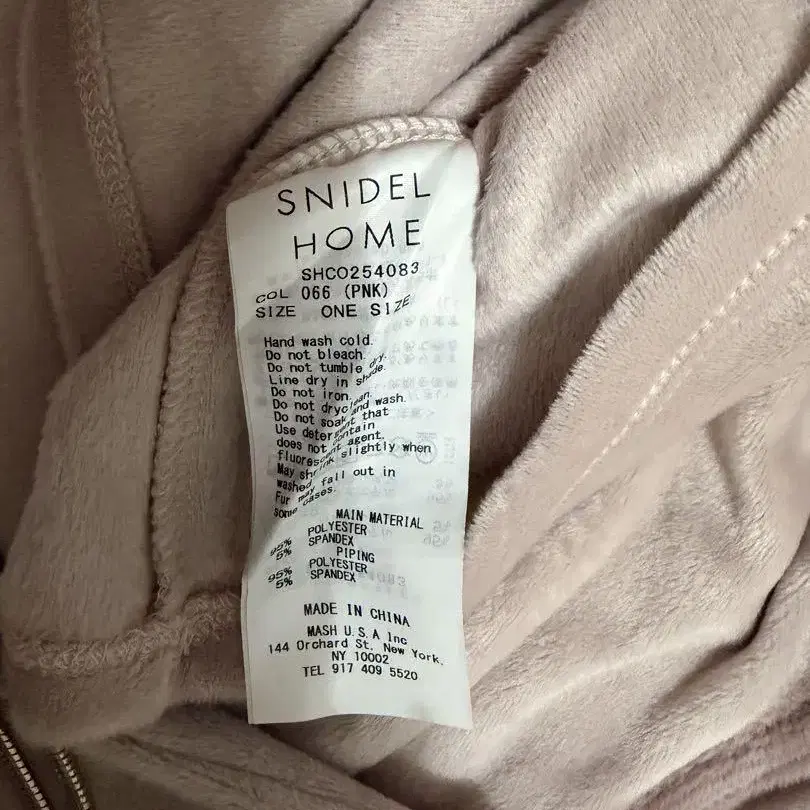 SNIDEL
HOME
SHCO254083
COL 066 (PNK)
SIZE ONE SIZE
Hand wash cold.
Do not bleach.
Do not tumble dry.
Line dry in shade.
Do not iron.
Do not dryclean.
Do not soak and wash.
Use detergent that
does not contain
fluorescent agent.
May shrink slightly when
washed.
Fur may fall out in
some cases.
MAIN MATERIAL
95% POLYESTER
5% SPANDEX
PIPING
95% POLYESTER
5% SPANDEX
MADE IN CHINA
MASH U.S.A Inc
144 Orchard St, New York,
NY 10002
TEL 917 409 5520